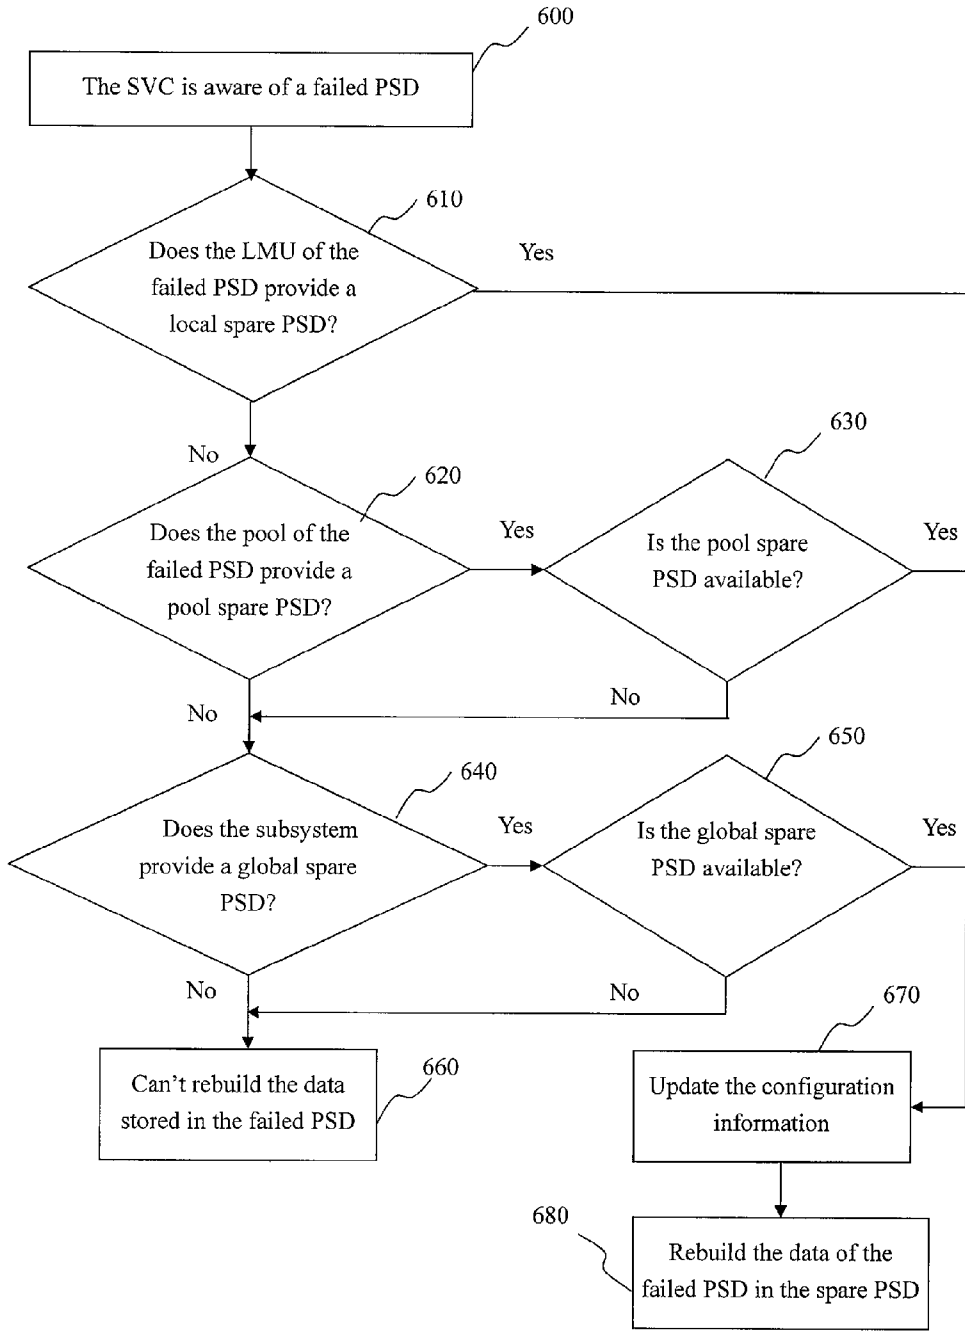 600
The SVC is aware of a failed PSD
610
Does the LMU of the
failed PSD provide a
local spare PSD?
Yes
No
620
Does the pool of the
failed PSD provide a
pool spare PSD?
Yes
630
Is the pool spare
PSD available?
Yes
No
No
640
Does the subsystem
provide a global spare
PSD?
Yes
650
Is the global spare
PSD available?
Yes
No
No
660
Can't rebuild the data
stored in the failed PSD
670
Update the configuration
information
680
Rebuild the data of the
failed PSD in the spare PSD